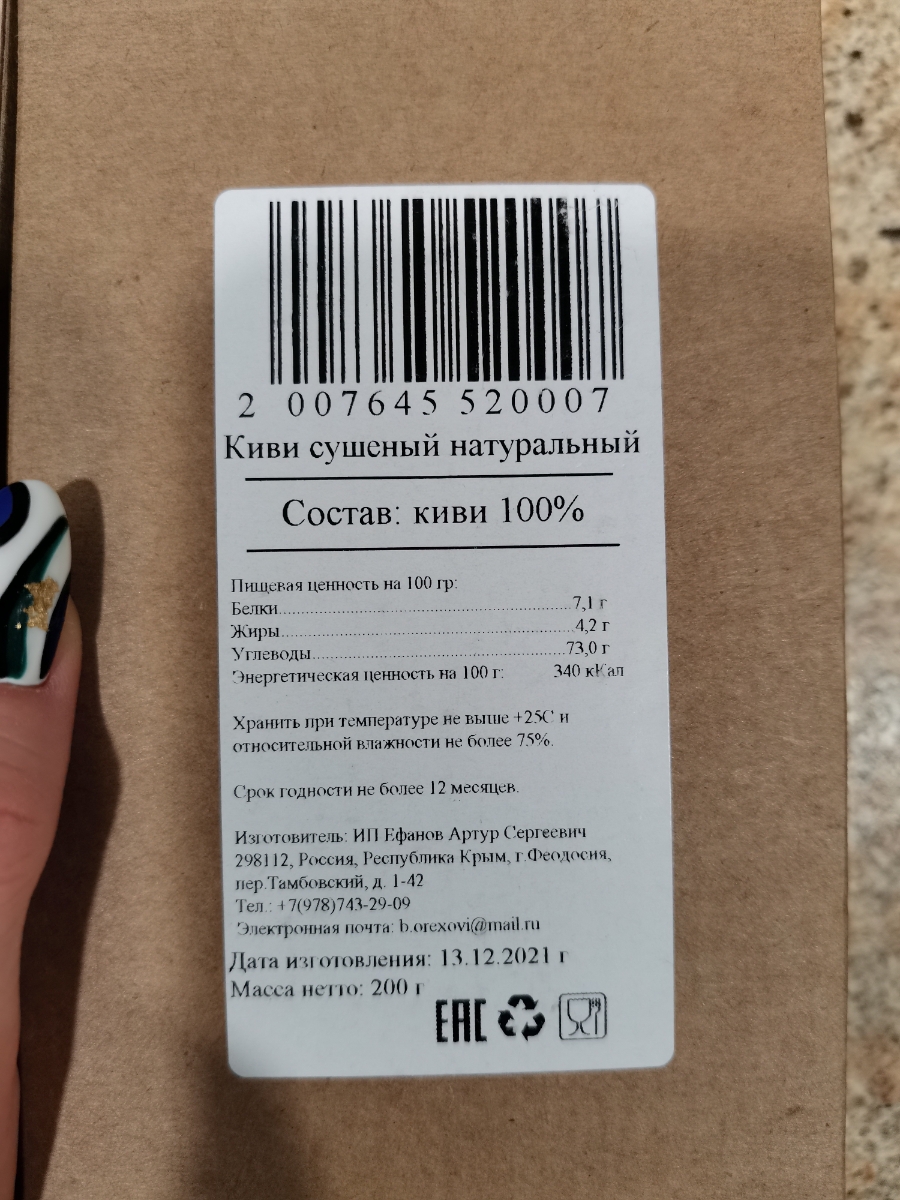 2 007645 520007
Киви сушеный натуральный
Состав: киви 100%
Пищевая ценность на 100 гр:
Белки...............................................................7,1 г
Жиры...............................................................4,2 г
Углеводы.........................................................73,0 г
Энергетическая ценность на 100 г: 340 кКал
Хранить при температуре не выше +25С и
относительной влажности не более 75%.
Срок годности не более 12 месяцев.
Изготовитель: ИП Ефанов Артур Сергеевич
298112, Россия, Республика Крым, г.Феодосия,
пер.Тамбовский, д. 1-42
Тел.: +7(978)743-29-09
Электронная почта: b.orexovi@mail.ru
Дата изготовления: 13.12.2021 г
Масса нетто: 200 г
EAC